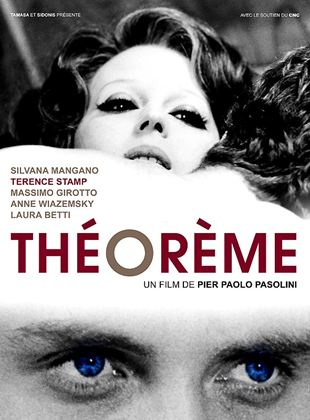 TAMASA ET SIDONIS PRÉSENTE
AVEC LE SOUTIEN DU CNC
SILVANA MANGANO
TERENCE STAMP
MASSIMO GIROTTO
ANNE WIAZEMSKY
LAURA BETTI
THÉORÈME
UN FILM DE PIER PAOLO PASOLINI